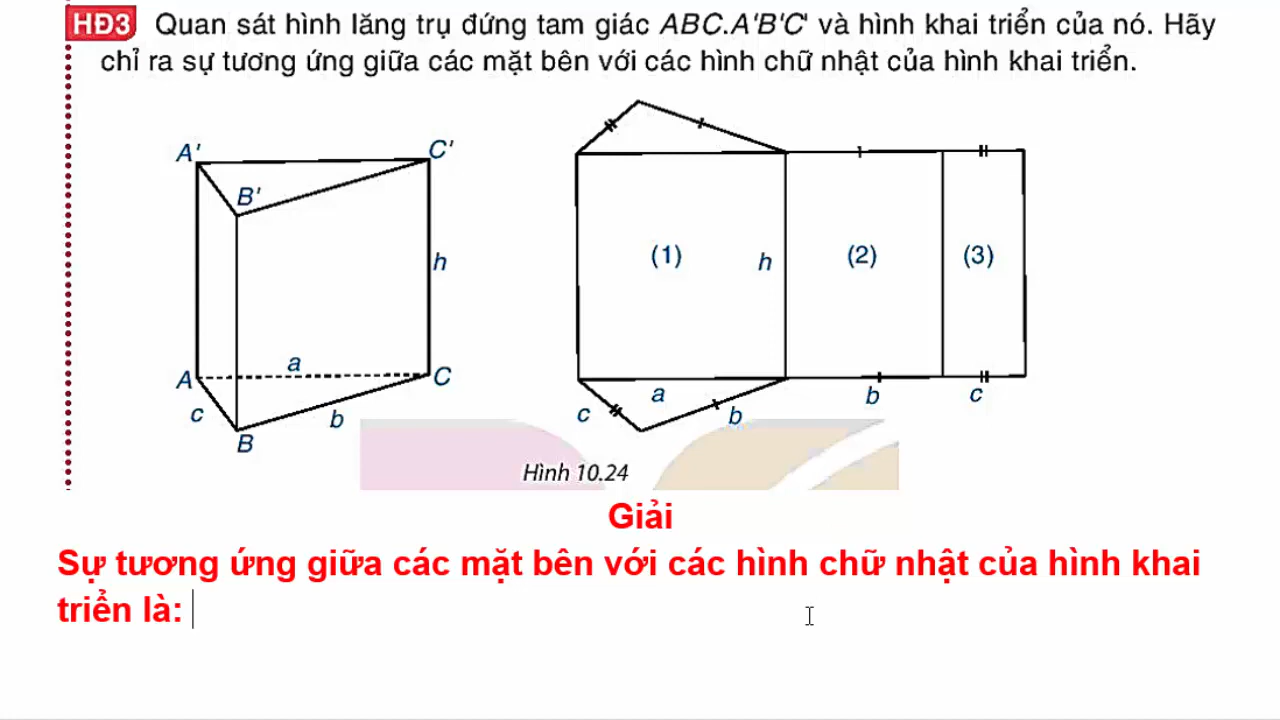 HĐ3 Quan sát hình lăng trụ đứng tam giác ABC.A'B'C' và hình khai triển của nó. Hãy
chỉ ra sự tương ứng giữa các mặt bên với các hình chữ nhật của hình khai triển.
A' C'
B'
h
a
A C
c b
B
(1) h (2) (3)
a b c
c b
Hình 10.24
Giải
Sự tương ứng giữa các mặt bên với các hình chữ nhật của hình khai
triển là: